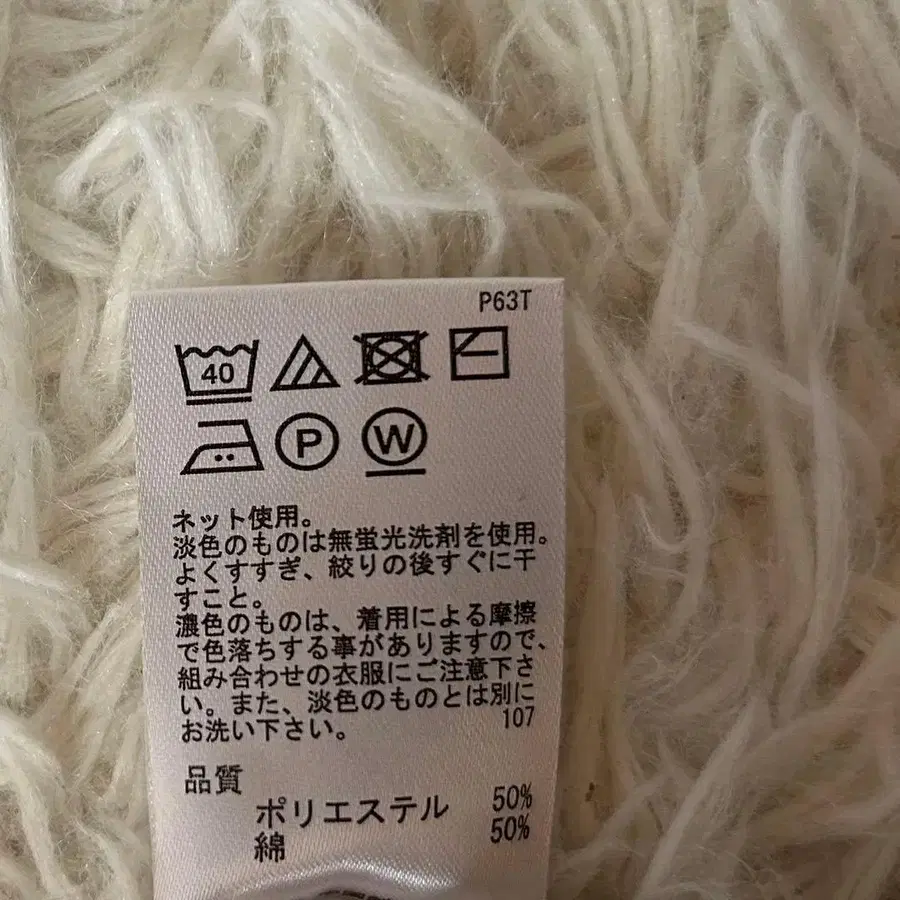 P63T
40
P W
ネット使用。
淡色のものは無蛍光洗剤を使用。
よくすすぎ、絞りの後すぐに干
すこと。
濃色のものは、着用による摩擦
で色落ちする事がありますので、
組み合わせの衣服にご注意下さ
い。また、淡色のものとは別に
お洗い下さい。 107
品質
ポリエステル 50%
綿 50%